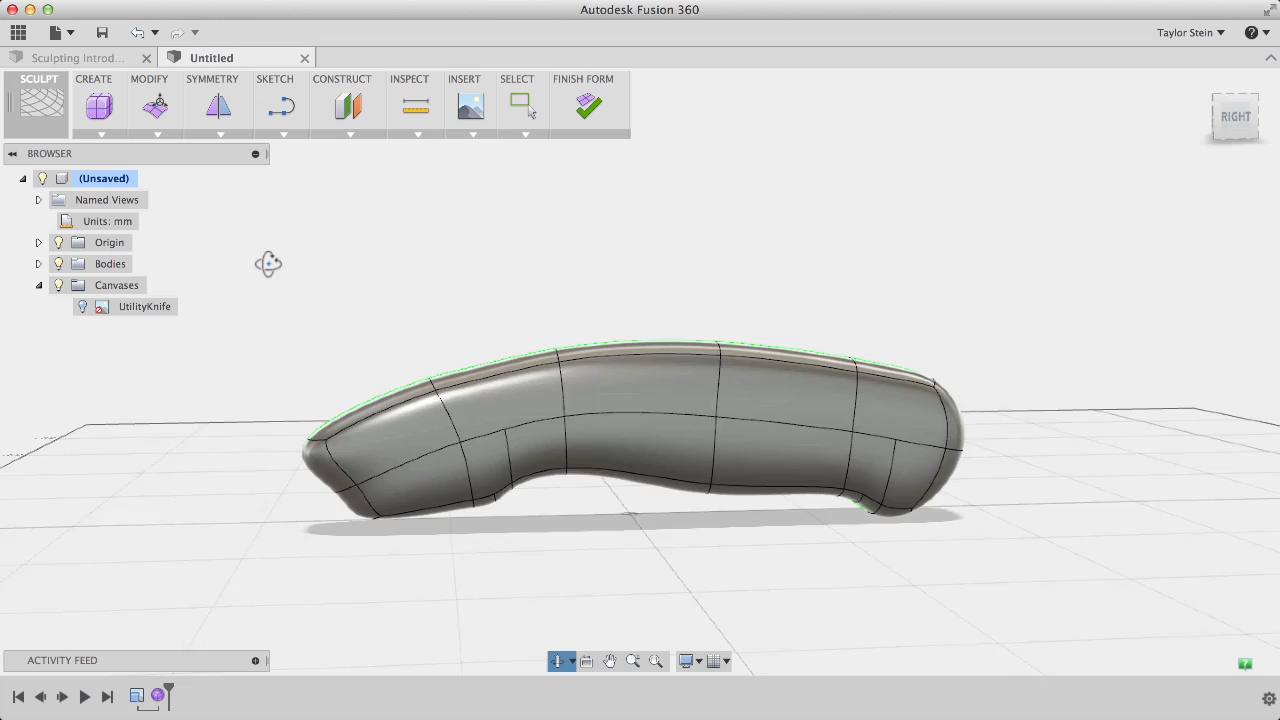 Autodesk Fusion 360
Taylor Stein
Sculpting Introd...
Untitled
SCULPT
CREATE
MODIFY
SYMMETRY
SKETCH
CONSTRUCT
INSPECT
INSERT
SELECT
FINISH FORM
RIGHT
BROWSER
(Unsaved)
Named Views
Units: mm
Origin
Bodies
Canvases
UtilityKnife
ACTIVITY FEED